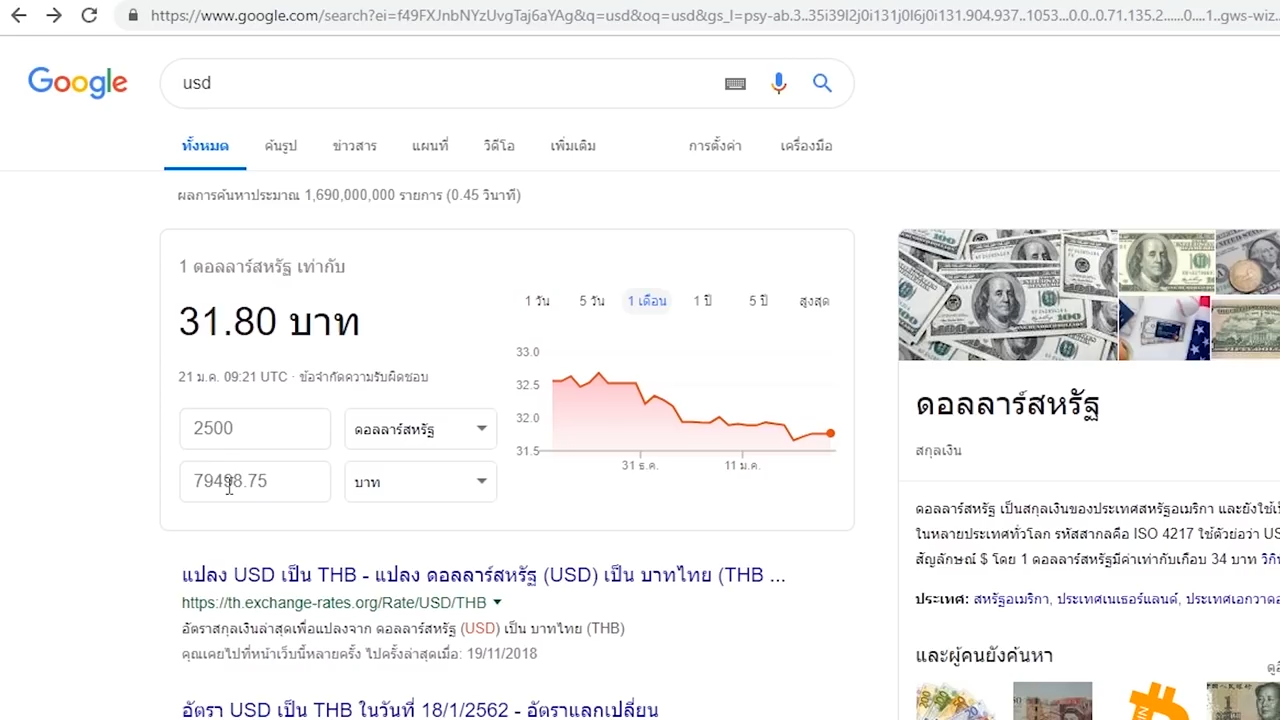 https://www.google.com/search?ei=f49FXJnbNYzUvgTaj6aYAg&q=usd&oq=usd&gs_l=psy-ab.3..35i39l2j0i131j0l6j0i131.904.937..1053...0.0..0.71.135.2......0....1..gws-wiz..
Google
usd
ทั้งหมด ค้นรูป ข่าวสาร แผนที่ วิดีโอ เพิ่มเติม การตั้งค่า เครื่องมือ
ผลการค้นหาประมาณ 1,690,000,000 รายการ (0.45 วินาที)
1 ดอลลาร์สหรัฐ เท่ากับ
31.80 บาท
21 ม.ค. 09:21 UTC · ข้อจำกัดความรับผิดชอบ
2500 ดอลลาร์สหรัฐ
79498.75 บาท
1 วัน 5 วัน 1 เดือน 1 ปี 5 ปี สูงสุด
33.0
32.5
32.0
31.5
31 ธ.ค. 11 ม.ค.
แปลง USD เป็น THB - แปลง ดอลลาร์สหรัฐ (USD) เป็น บาทไทย (THB ...
https://th.exchange-rates.org/Rate/USD/THB
อัตราสกุลเงินล่าสุดเพื่อแปลงจาก ดอลลาร์สหรัฐ (USD) เป็น บาทไทย (THB)
คุณเคยไปที่หน้าเว็บนี้หลายครั้ง ไปครั้งล่าสุดเมื่อ: 19/11/2018
อัตรา USD เป็น THB ในวันที่ 18/1/2562 - อัตราแลกเปลี่ยน
ดอลลาร์สหรัฐ
สกุลเงิน
ดอลลาร์สหรัฐ เป็นสกุลเงินของประเทศสหรัฐอเมริกา และยังใช้เป็
ในหลายประเทศทั่วโลก รหัสสากลคือ ISO 4217 ใช้ตัวย่อว่า US
สัญลักษณ์ $ โดย 1 ดอลลาร์สหรัฐมีค่าเท่ากับเกือบ 34 บาท วิกิ
ประเทศ: สหรัฐอเมริกา, ประเทศเนเธอร์แลนด์, ประเทศเอกวาดอ
และผู้คนยังค้นหา